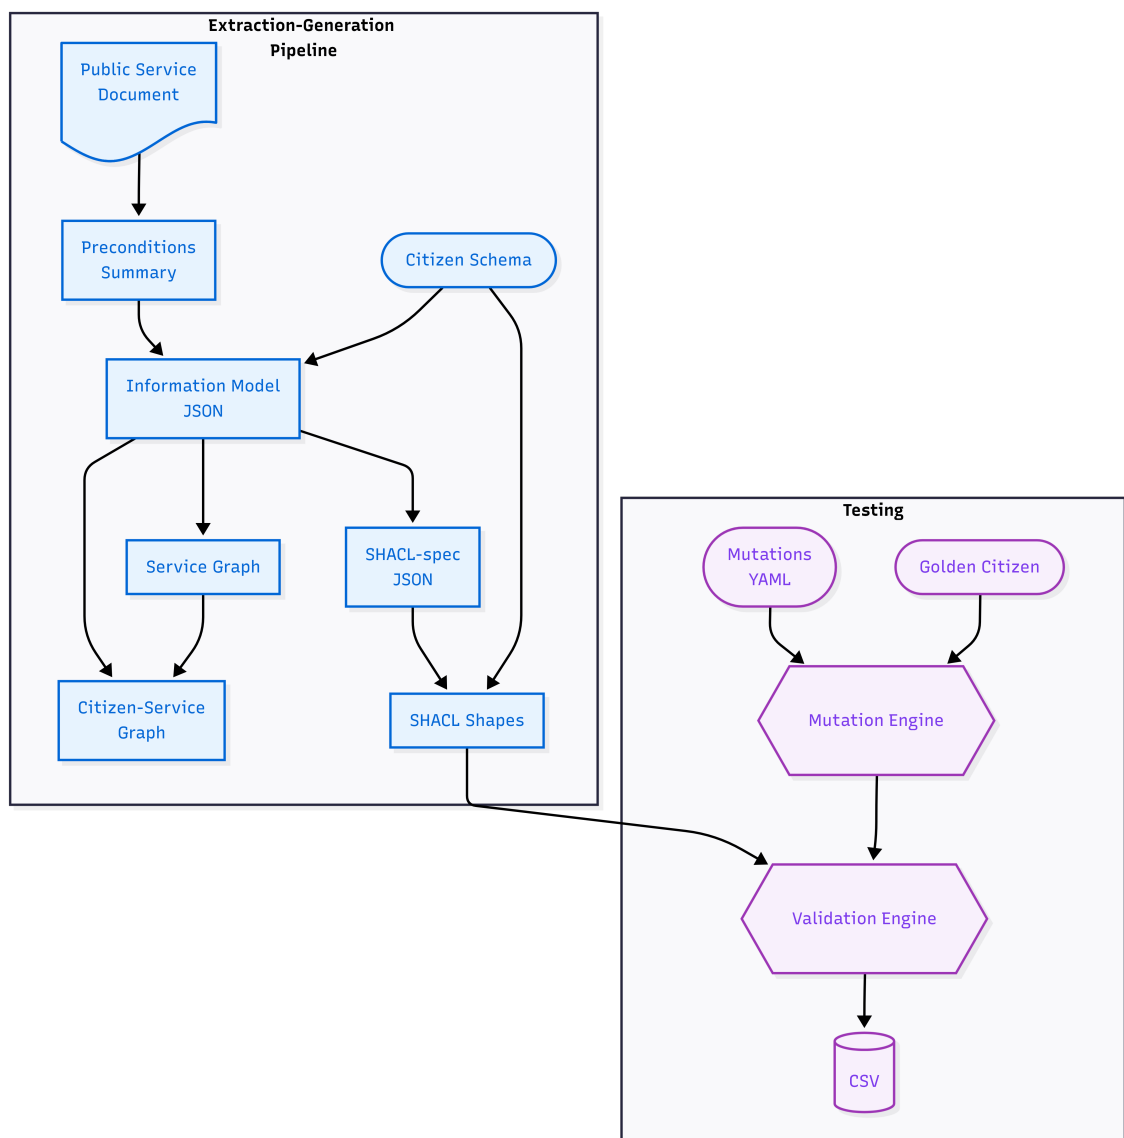 Extraction-Generation
Pipeline
Public Service
Document
Preconditions
Summary
Citizen Schema
Information Model
JSON
Service Graph
SHACL-spec
JSON
Citizen-Service
Graph
SHACL Shapes
Testing
Mutations
YAML
Golden Citizen
Mutation Engine
Validation Engine
CSV